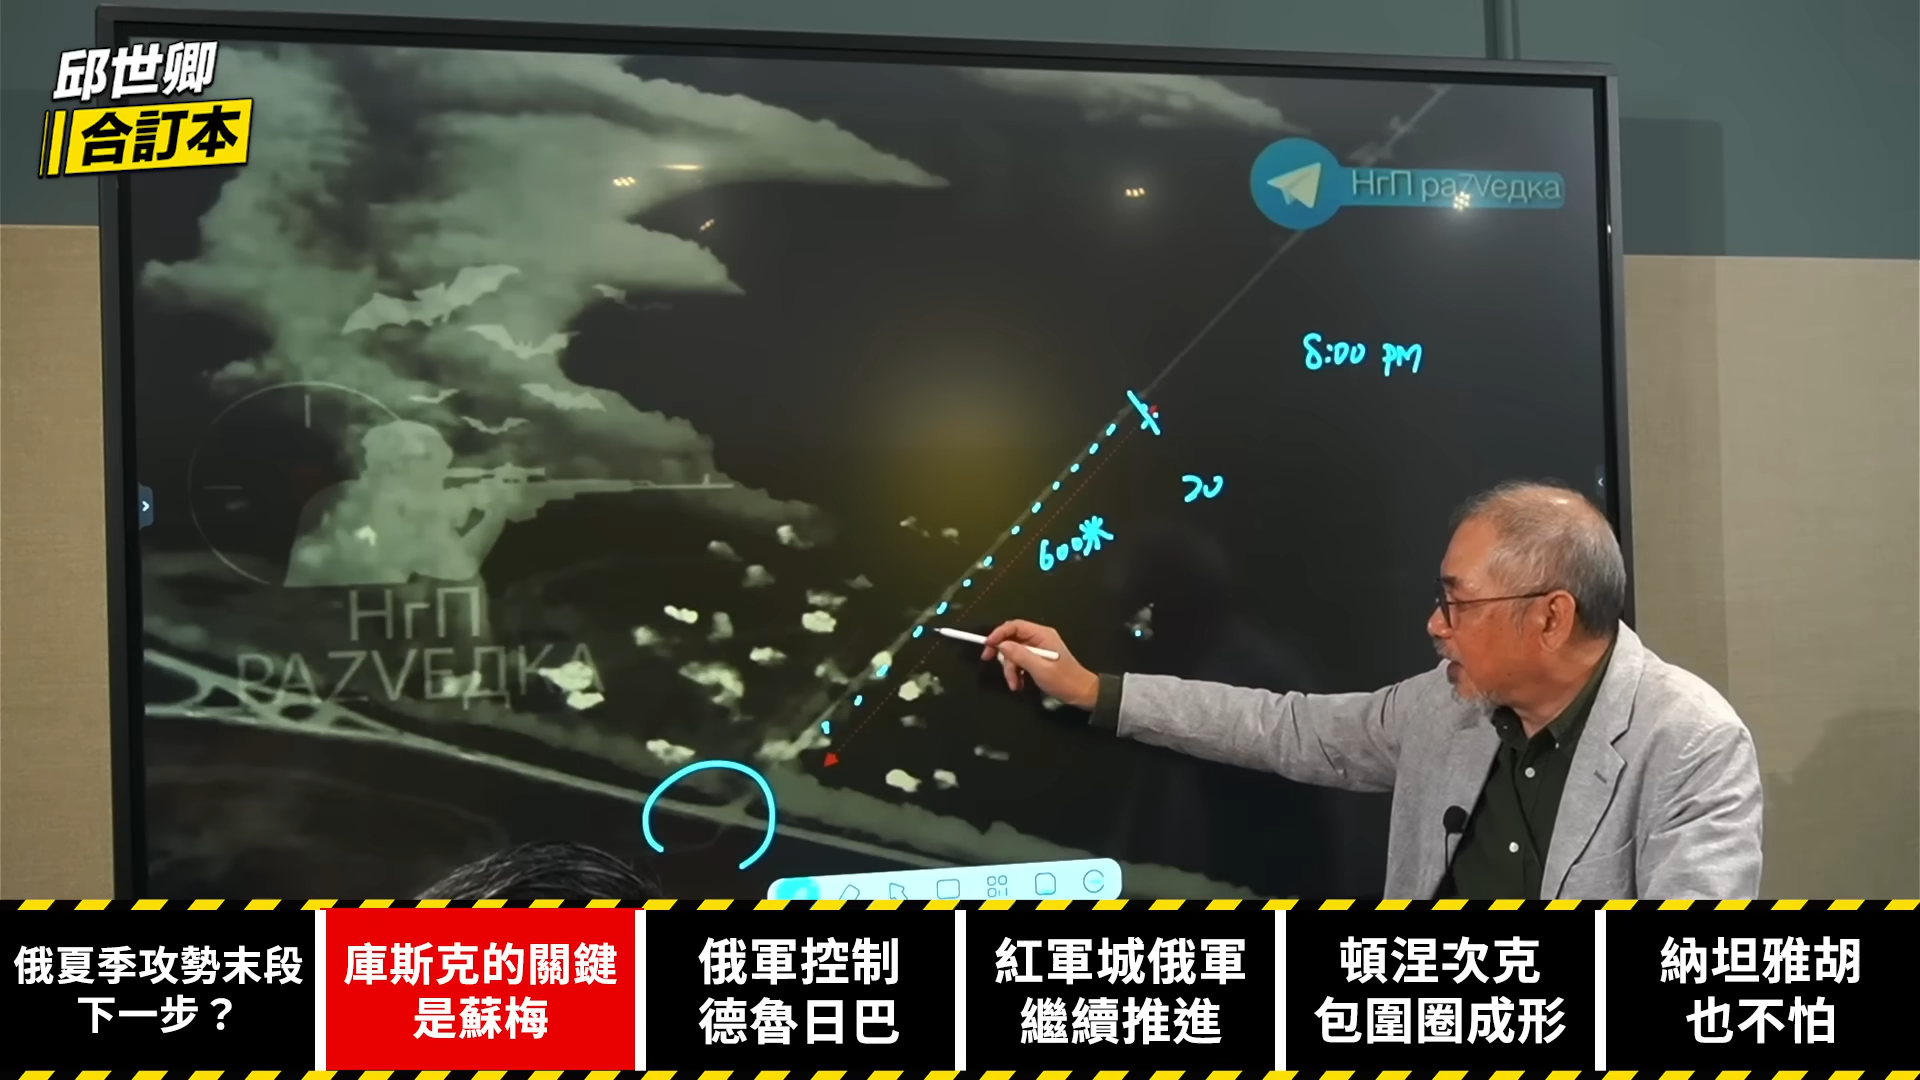 邱世卿
合訂本
НгП раZVедка
8:00 PM
20
600米
НгП
РАZVЕДКА
俄夏季攻勢末段
下一步？
庫斯克的關鍵
是蘇梅
俄軍控制
德魯日巴
紅軍城俄軍
繼續推進
頓涅次克
包圍圈成形
納坦雅胡
也不怕